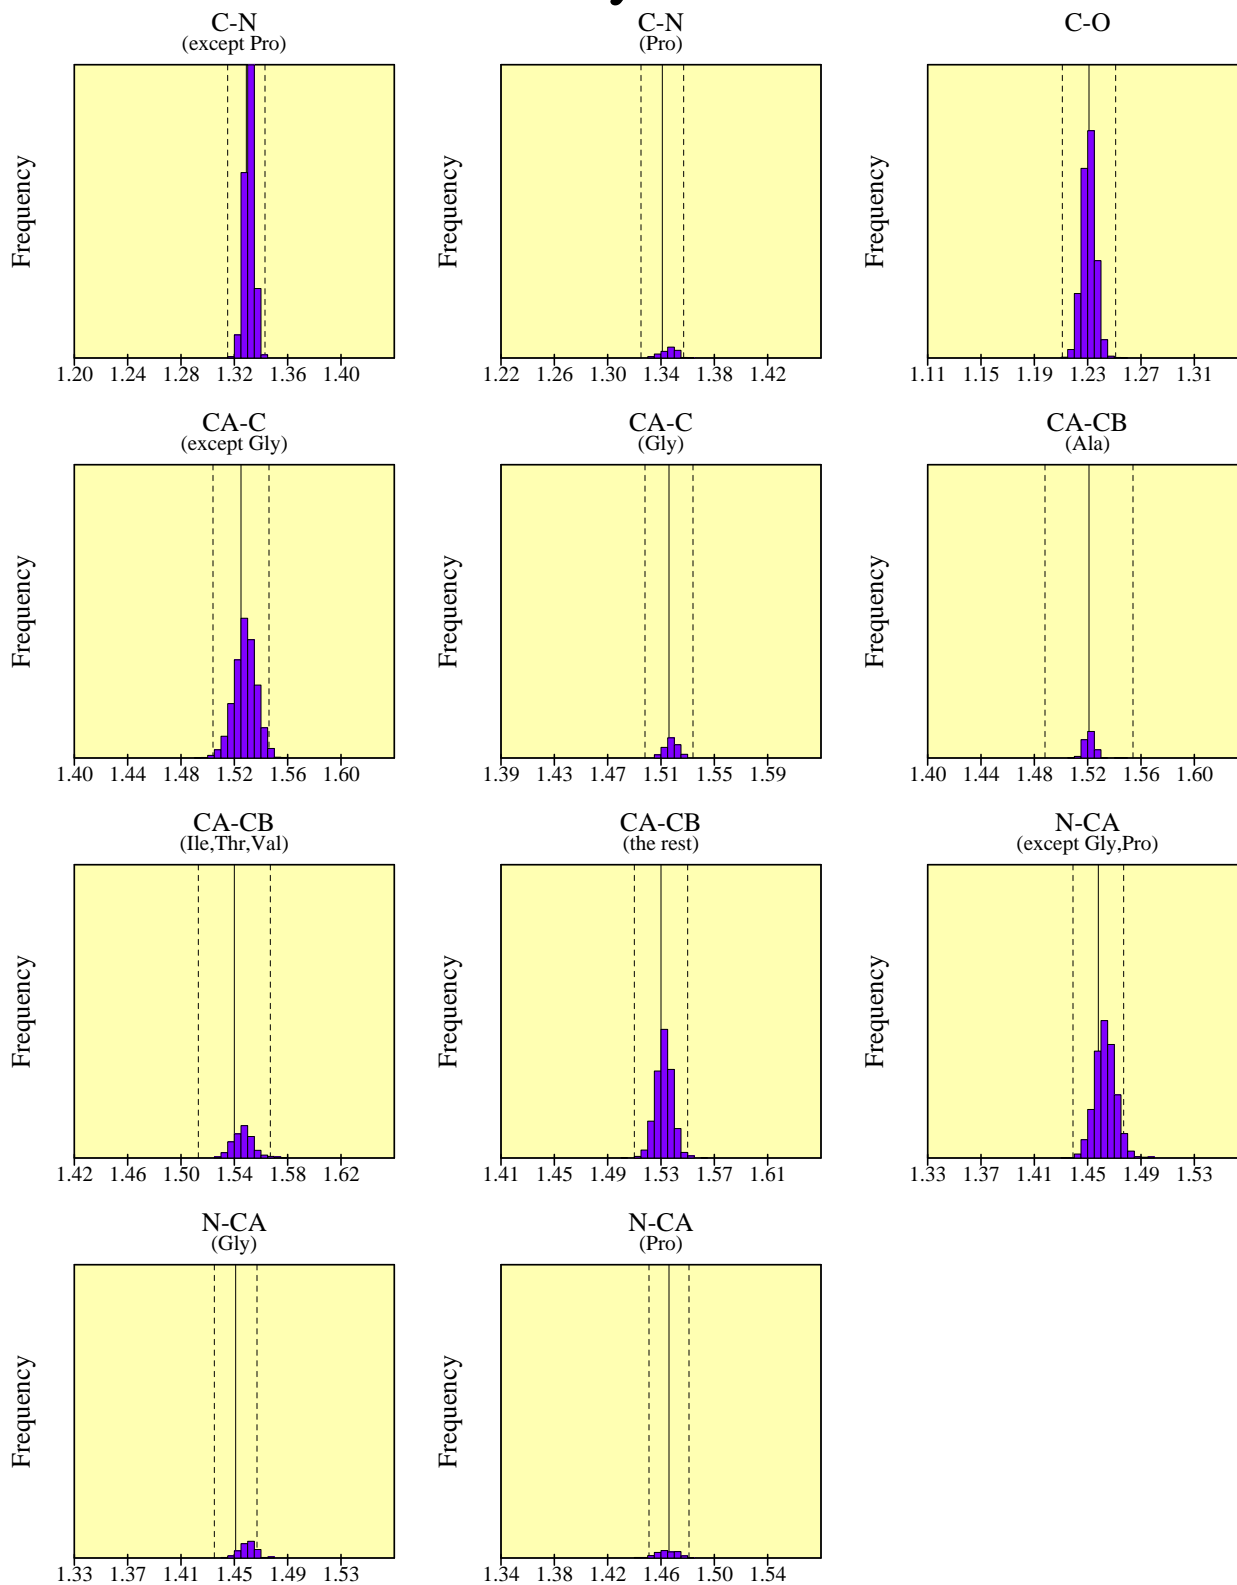 C-N
(except Pro)
Frequency
1.20 1.24 1.28 1.32 1.36 1.40
C-N
(Pro)
Frequency
1.22 1.26 1.30 1.34 1.38 1.42
C-O
Frequency
1.11 1.15 1.19 1.23 1.27 1.31
CA-C
(except Gly)
Frequency
1.40 1.44 1.48 1.52 1.56 1.60
CA-C
(Gly)
Frequency
1.39 1.43 1.47 1.51 1.55 1.59
CA-CB
(Ala)
Frequency
1.40 1.44 1.48 1.52 1.56 1.60
CA-CB
(Ile,Thr,Val)
Frequency
1.42 1.46 1.50 1.54 1.58 1.62
CA-CB
(the rest)
Frequency
1.41 1.45 1.49 1.53 1.57 1.61
N-CA
(except Gly,Pro)
Frequency
1.33 1.37 1.41 1.45 1.49 1.53
N-CA
(Gly)
Frequency
1.33 1.37 1.41 1.45 1.49 1.53
N-CA
(Pro)
Frequency
1.34 1.38 1.42 1.46 1.50 1.54